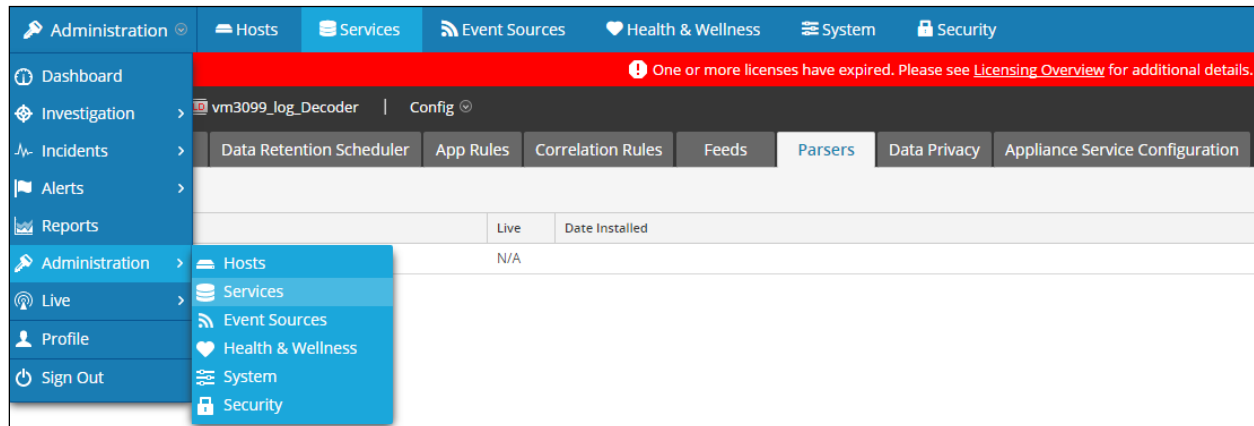 Administration Hosts Services Event Sources Health & Wellness System Security
Dashboard
One or more licenses have expired. Please see Licensing Overview for additional details.
Investigation
vm3099_log_Decoder | Config
Incidents
Data Retention Scheduler App Rules Correlation Rules Feeds Parsers Data Privacy Appliance Service Configuration
Alerts
Reports
Live Date Installed
Administration
N/A
Hosts
Services
Event Sources
Health & Wellness
System
Security
Live
Profile
Sign Out